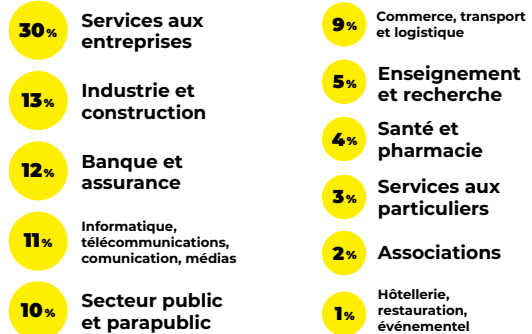 30%
Services aux
entreprises
13%
Industrie et
construction
12%
Banque et
assurance
11%
Informatique,
télécommunications,
comunication, médias
10%
Secteur public
et parapublic
9%
Commerce, transport
et logistique
5%
Enseignement
et recherche
4%
Santé et
pharmacie
3%
Services aux
particuliers
2%
Associations
1%
Hôtellerie,
restauration,
événementel